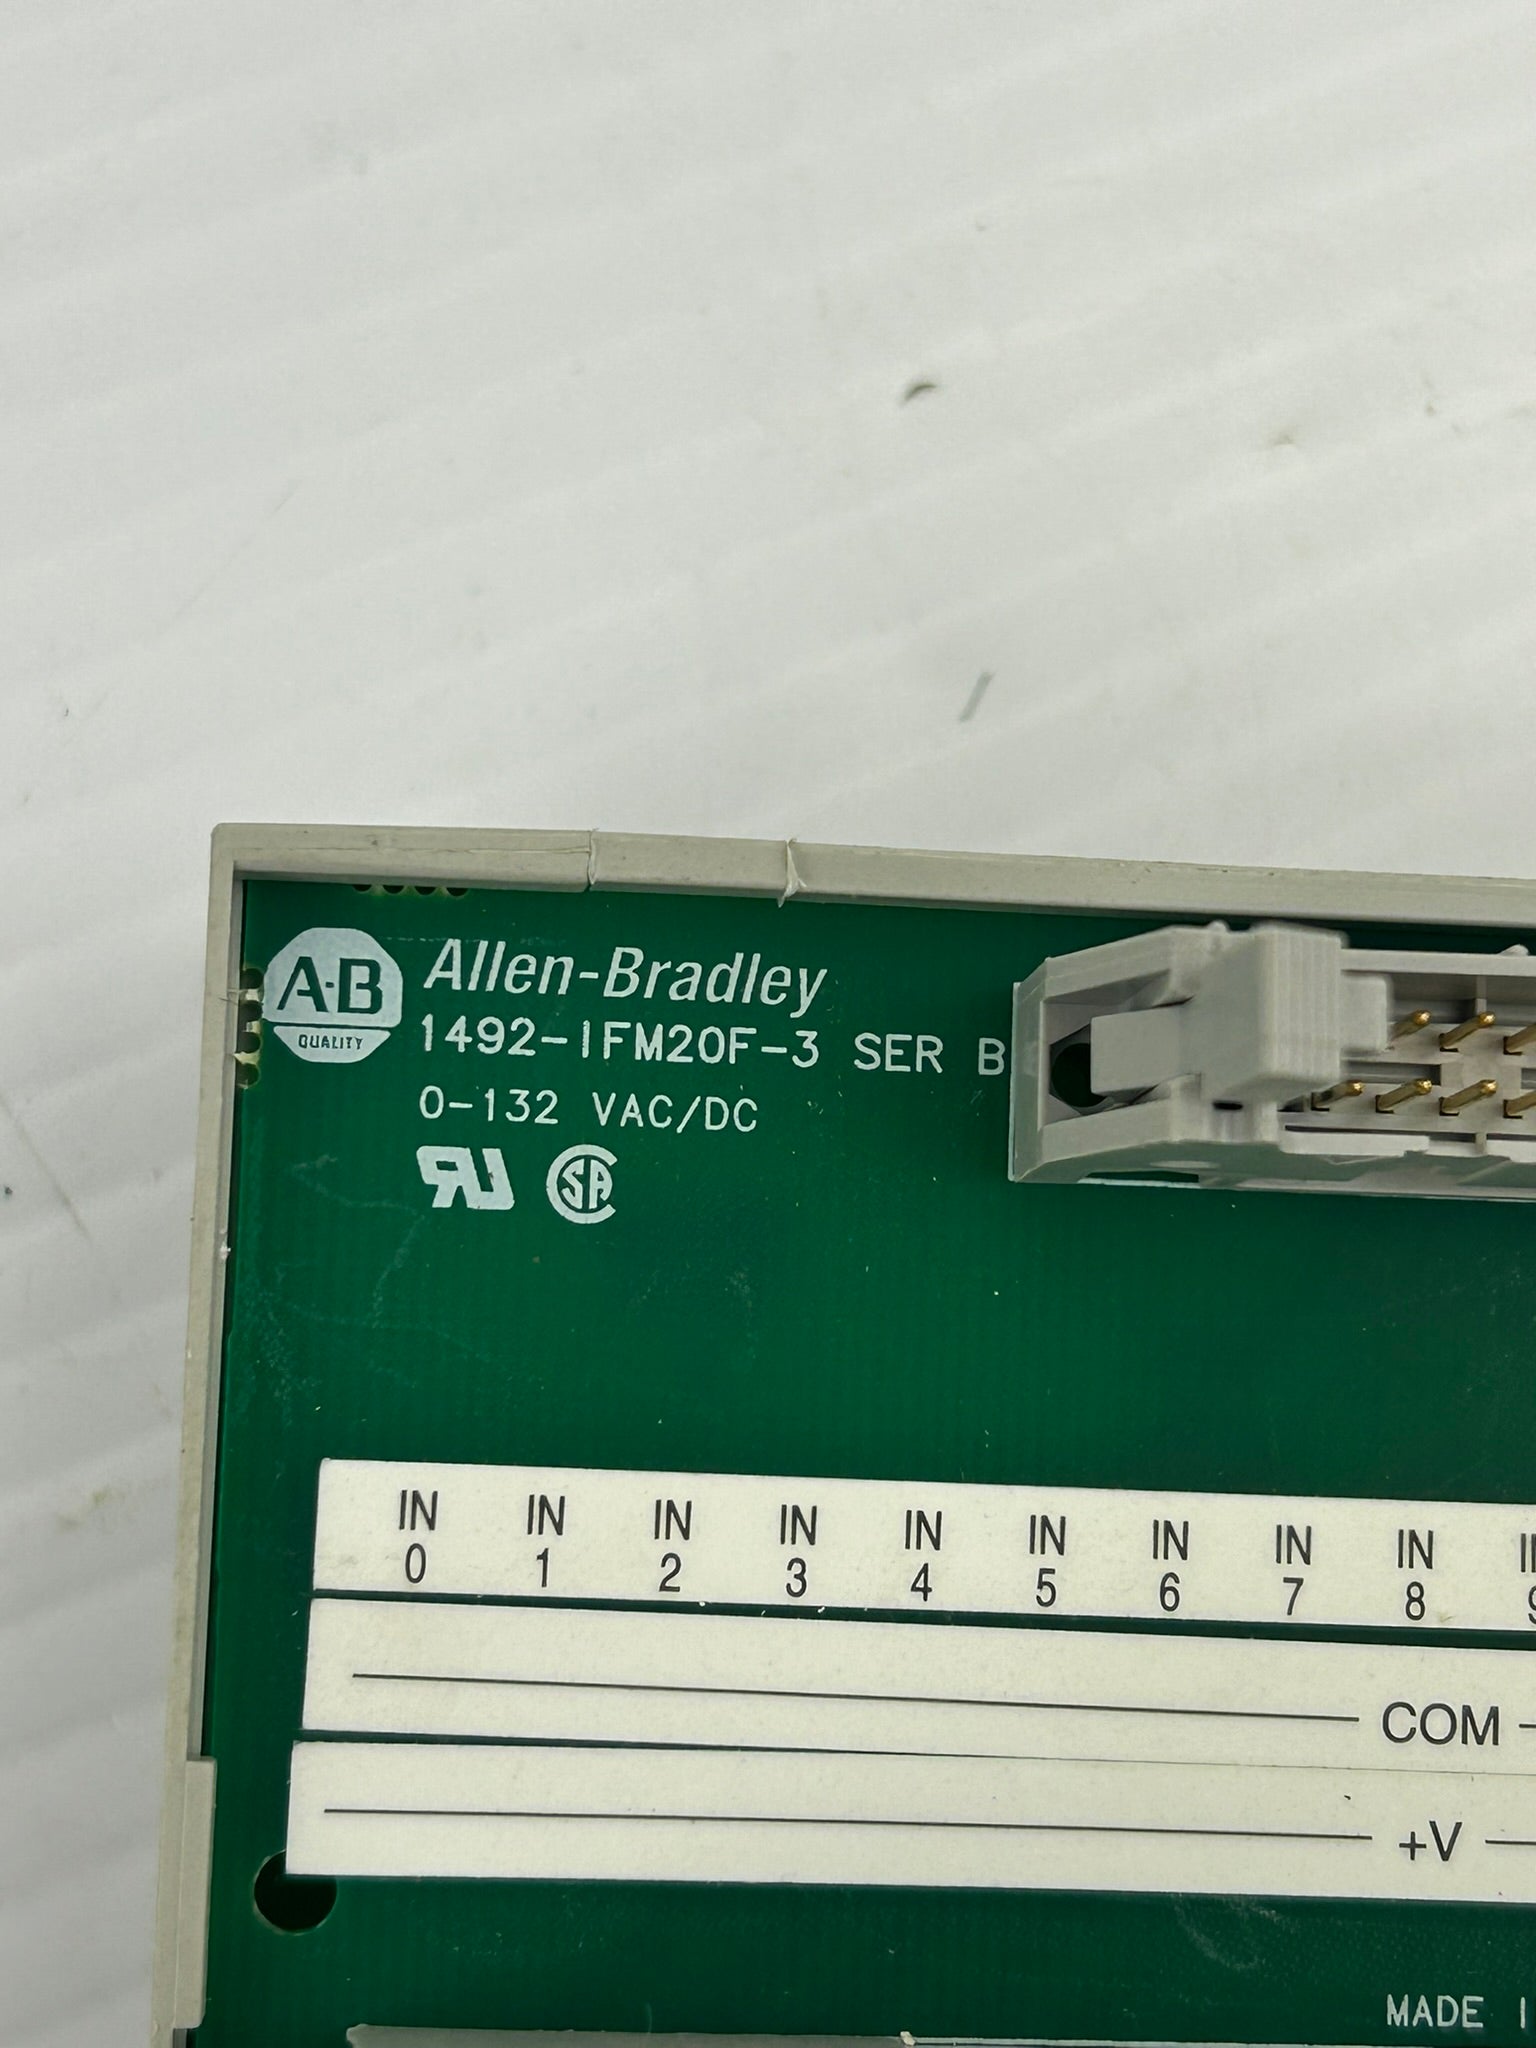 A-B
QUALITY
Allen-Bradley
1492-IFM20F-3 SER B
0-132 VAC/DC
IN IN IN IN IN IN IN IN IN
0 1 2 3 4 5 6 7 8
COM
+V
MADE